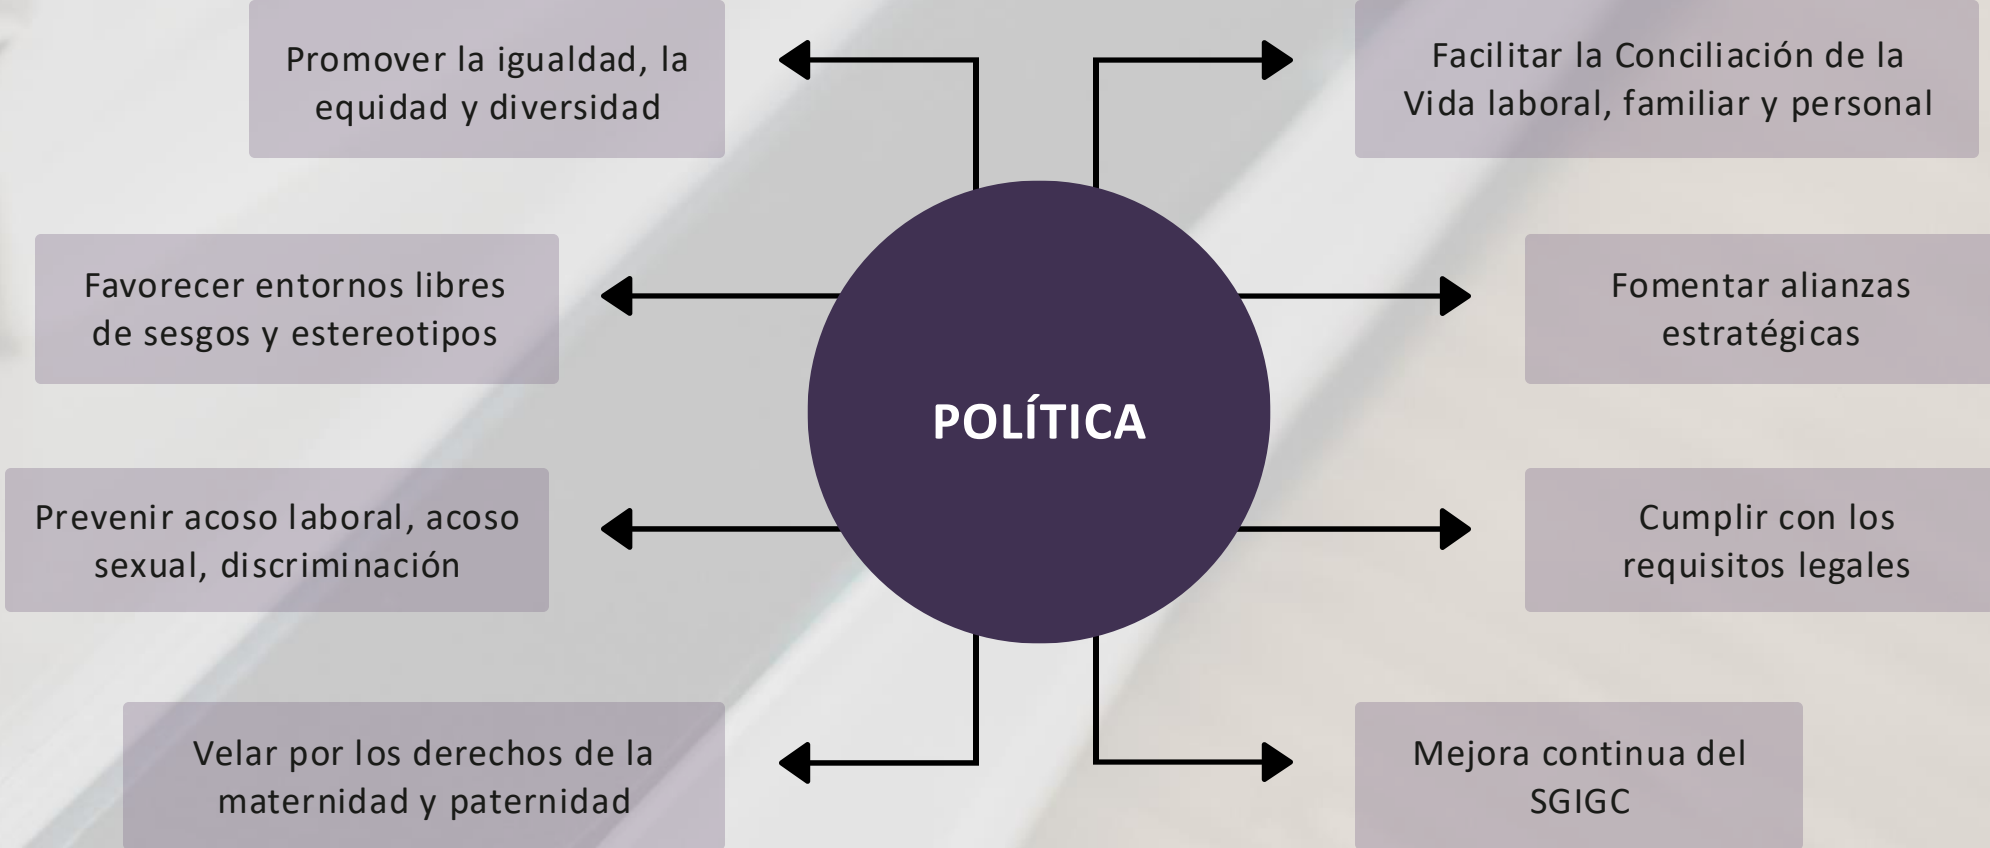 Promover la igualdad, la
equidad y diversidad
Facilitar la Conciliación de la
Vida laboral, familiar y personal
Favorecer entornos libres
de sesgos y estereotipos
Fomentar alianzas
estratégicas
POLÍTICA
Prevenir acoso laboral, acoso
sexual, discriminación
Cumplir con los
requisitos legales
Velar por los derechos de la
maternidad y paternidad
Mejora continua del
SGIGC